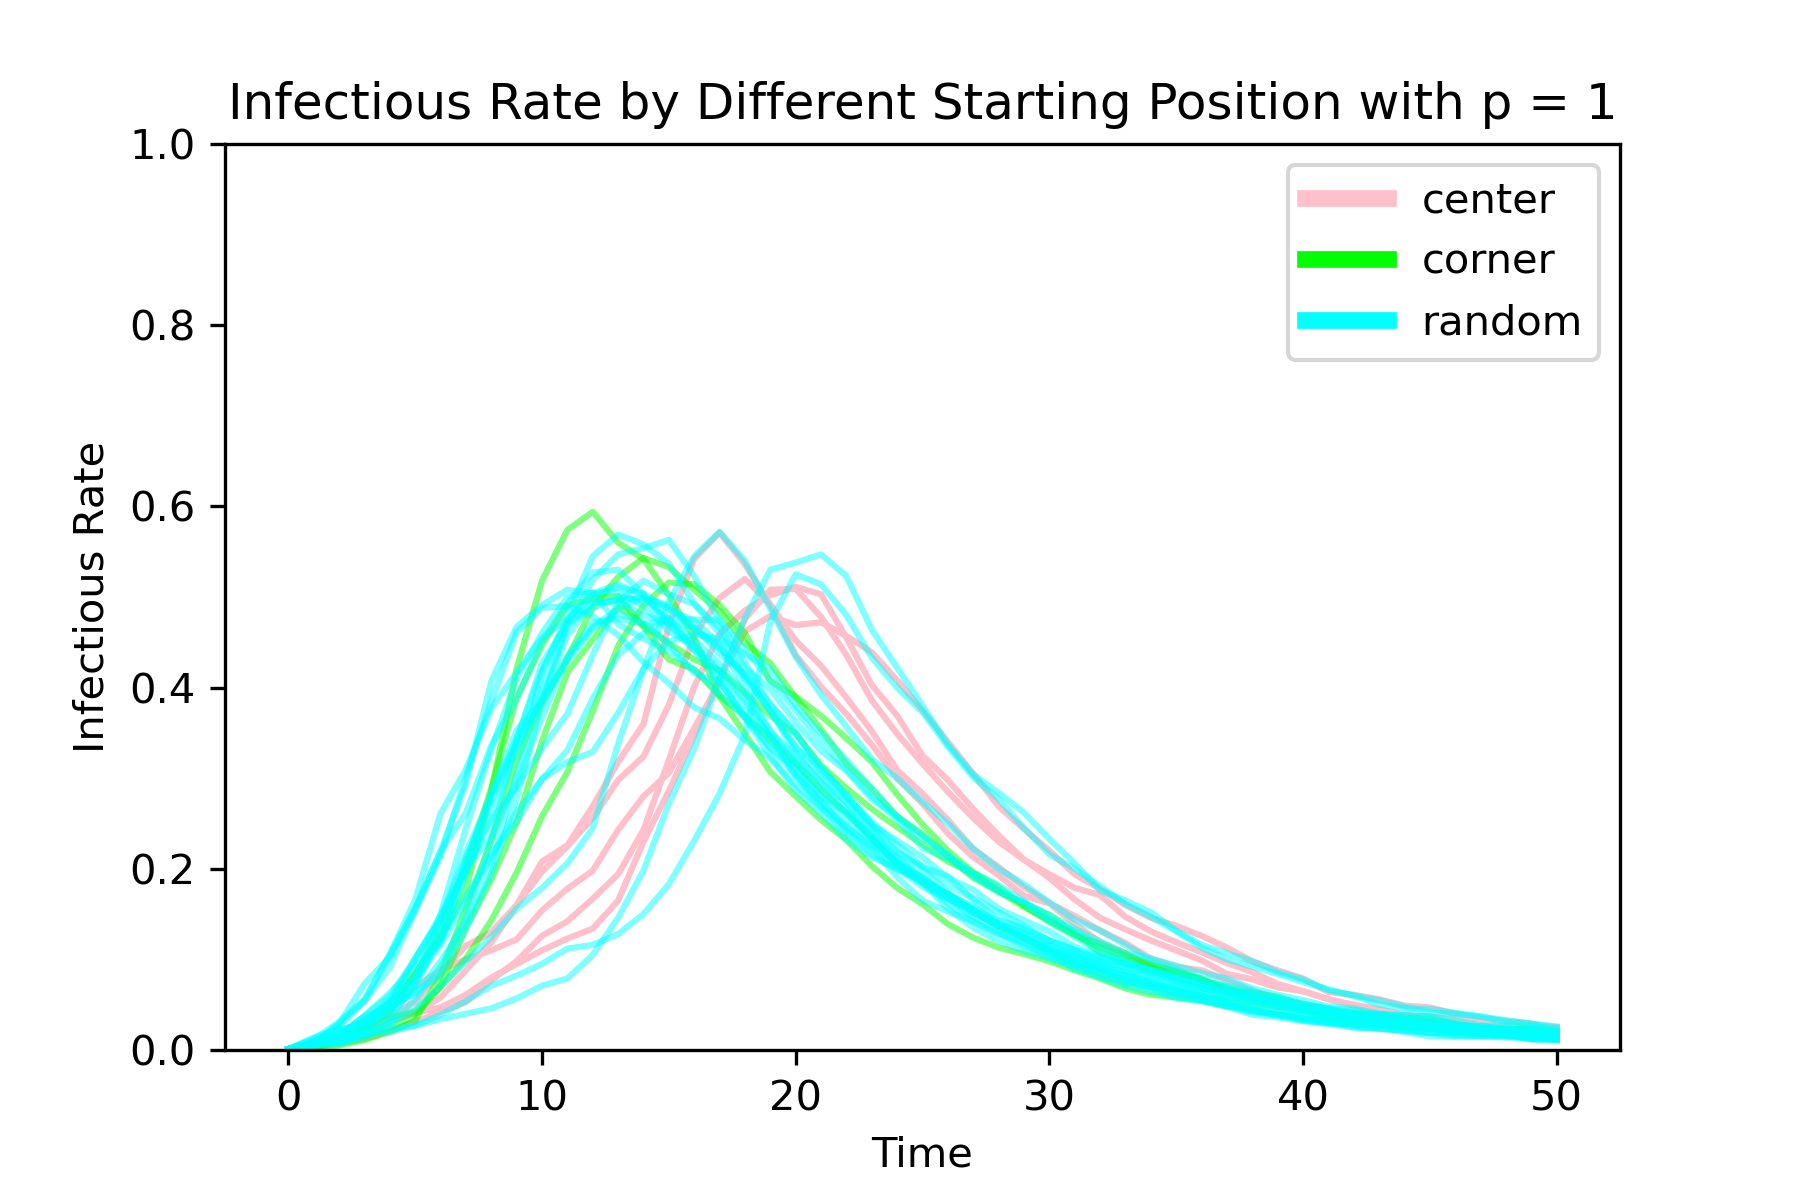 Infectious Rate by Different Starting Position with p = 1
1.0
0.8
0.6
0.4
0.2
0.0
Infectious Rate
center
corner
random
0 10 20 30 40 50
Time